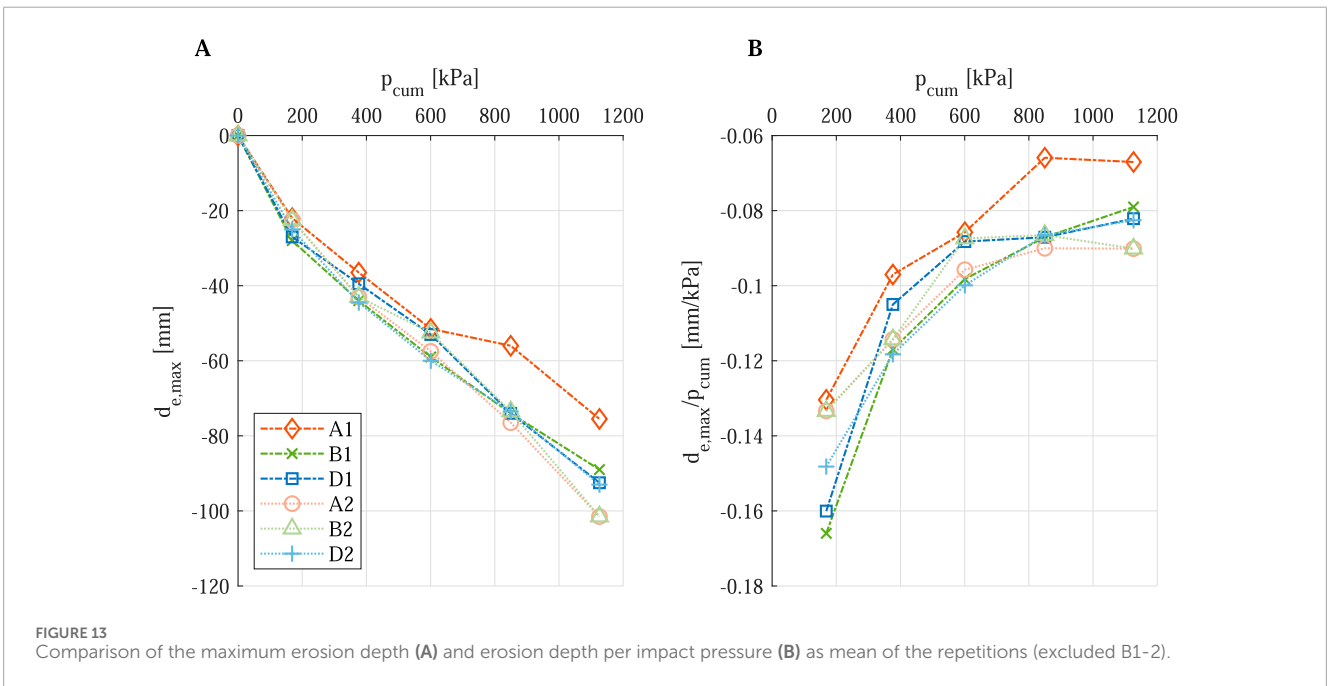 A
p_cum [kPa]
0 200 400 600 800 1000 1200
0
-20
-40
-60
-80
-100
-120
d_e,max [mm]
A1
B1
D1
A2
B2
D2
B
p_cum [kPa]
0 200 400 600 800 1000 1200
-0.06
-0.08
-0.1
-0.12
-0.14
-0.16
-0.18
d_e,max/p_cum [mm/kPa]
FIGURE 13
Comparison of the maximum erosion depth (A) and erosion depth per impact pressure (B) as mean of the repetitions (excluded B1-2).